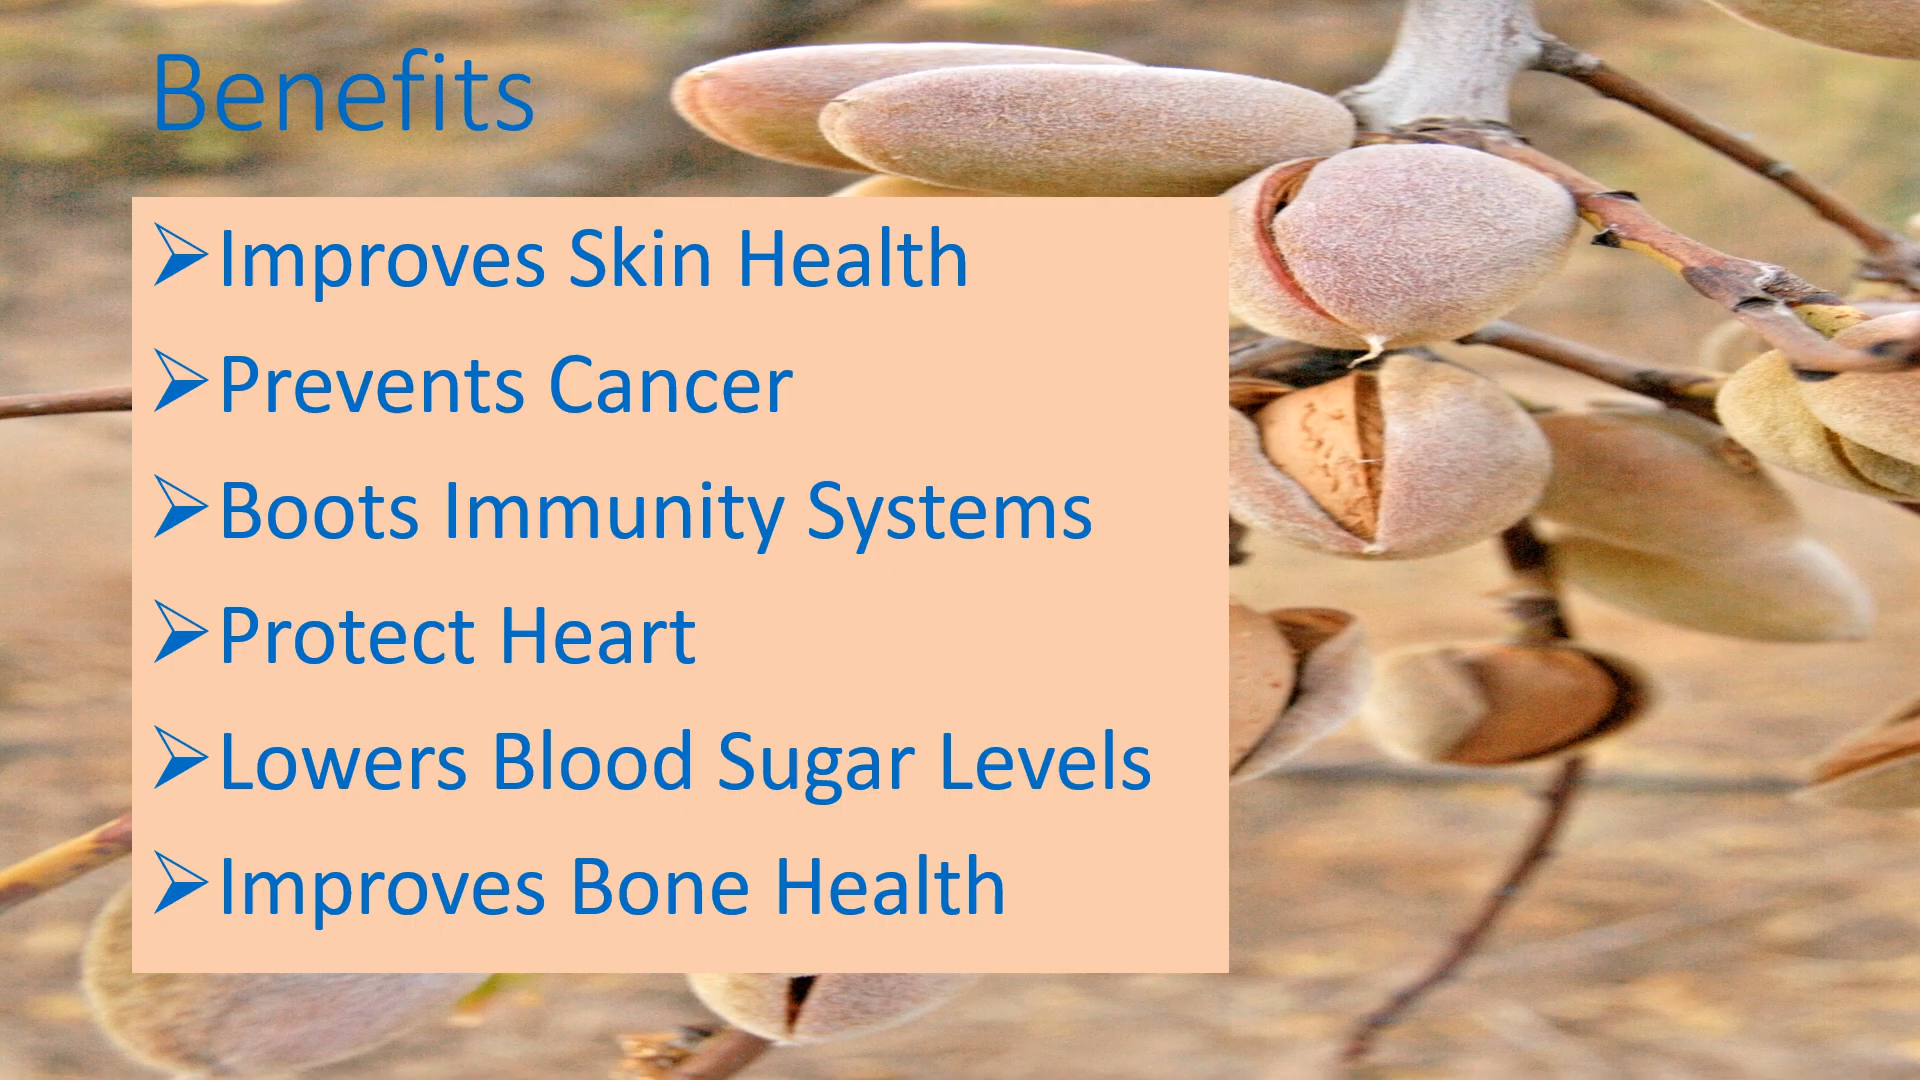 Benefits
➢Improves Skin Health
➢Prevents Cancer
➢Boots Immunity Systems
➢Protect Heart
➢Lowers Blood Sugar Levels
➢Improves Bone Health